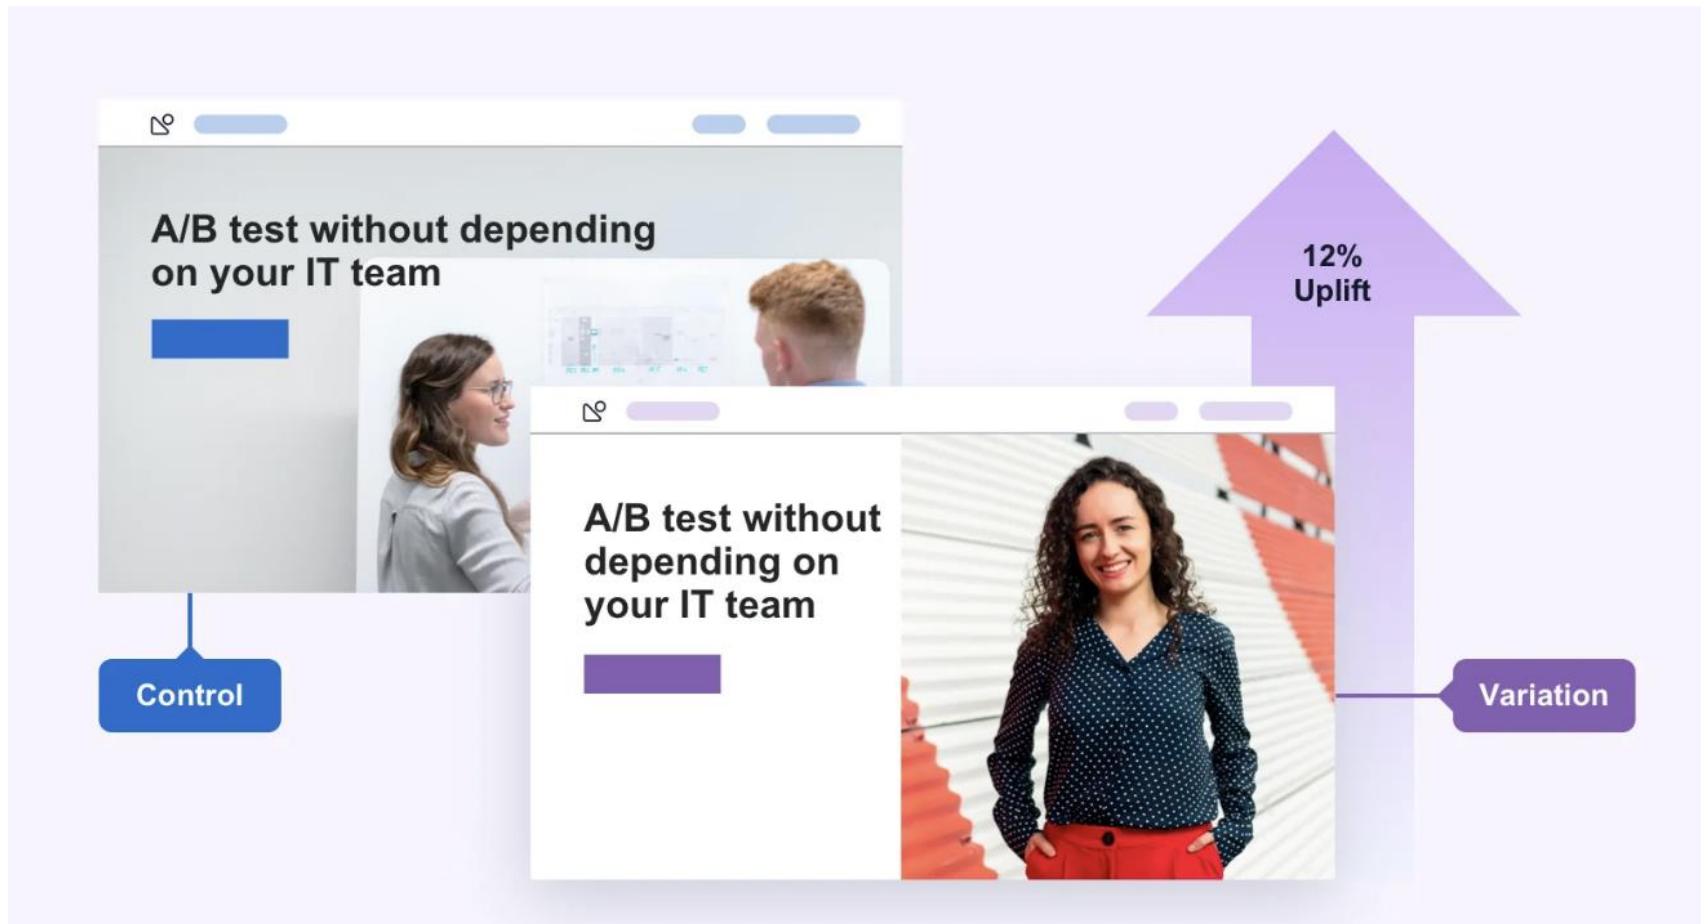 A/B test without depending
on your IT team
12%
Uplift
A/B test without
depending on
your IT team
Control
Variation